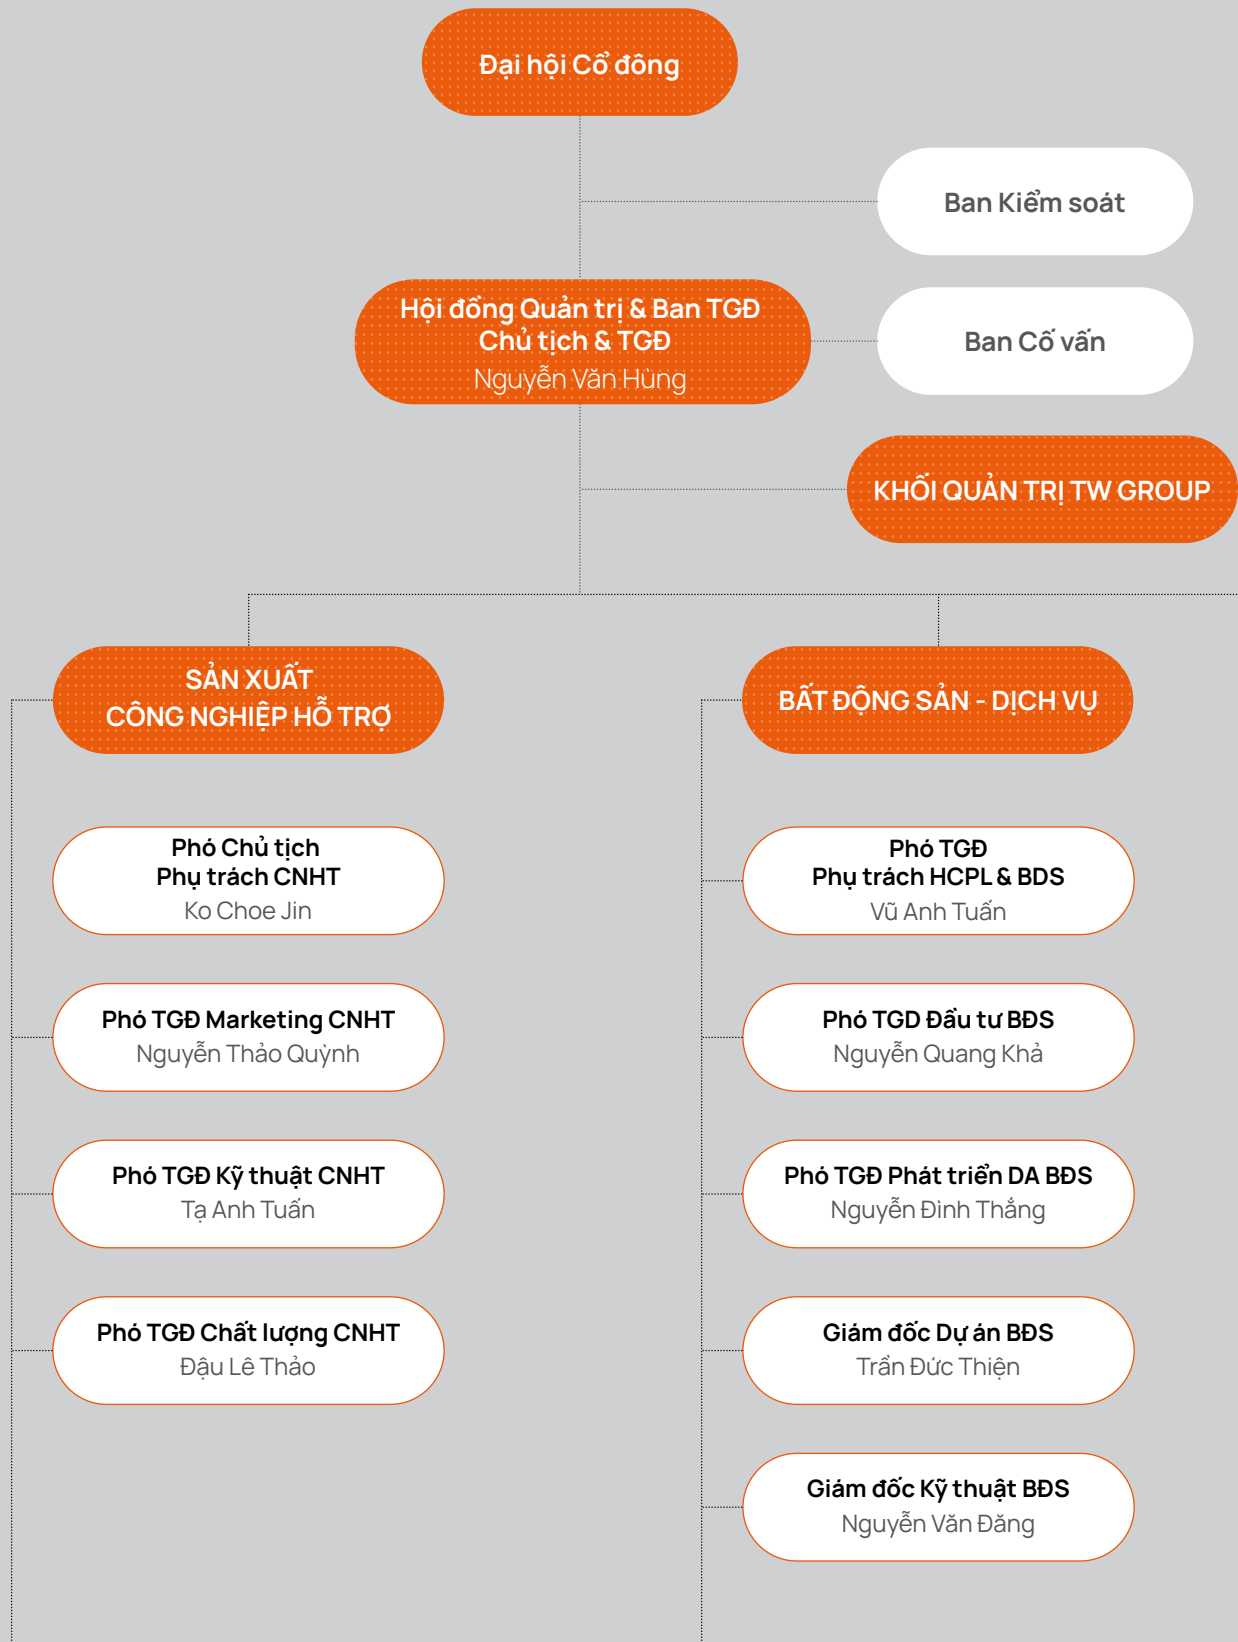 Đại hội Cổ đông
Ban Kiểm soát
Hội đồng Quản trị & Ban TGĐ
Chủ tịch & TGĐ
Nguyễn Văn Hùng
Ban Cố vấn
KHỐI QUẢN TRỊ TW GROUP
SẢN XUẤT
CÔNG NGHIỆP HỖ TRỢ
Phó Chủ tịch
Phụ trách CNHT
Ko Choe Jin
Phó TGĐ Marketing CNHT
Nguyễn Thảo Quỳnh
Phó TGĐ Kỹ thuật CNHT
Tạ Anh Tuấn
Phó TGĐ Chất lượng CNHT
Đậu Lê Thảo
BẤT ĐỘNG SẢN - DỊCH VỤ
Phó TGĐ
Phụ trách HCPL & BDS
Vũ Anh Tuấn
Phó TGD Đầu tư BĐS
Nguyễn Quang Khả
Phó TGĐ Phát triển DA BĐS
Nguyễn Đình Thắng
Giám đốc Dự án BĐS
Trần Đức Thiện
Giám đốc Kỹ thuật BĐS
Nguyễn Văn Đăng